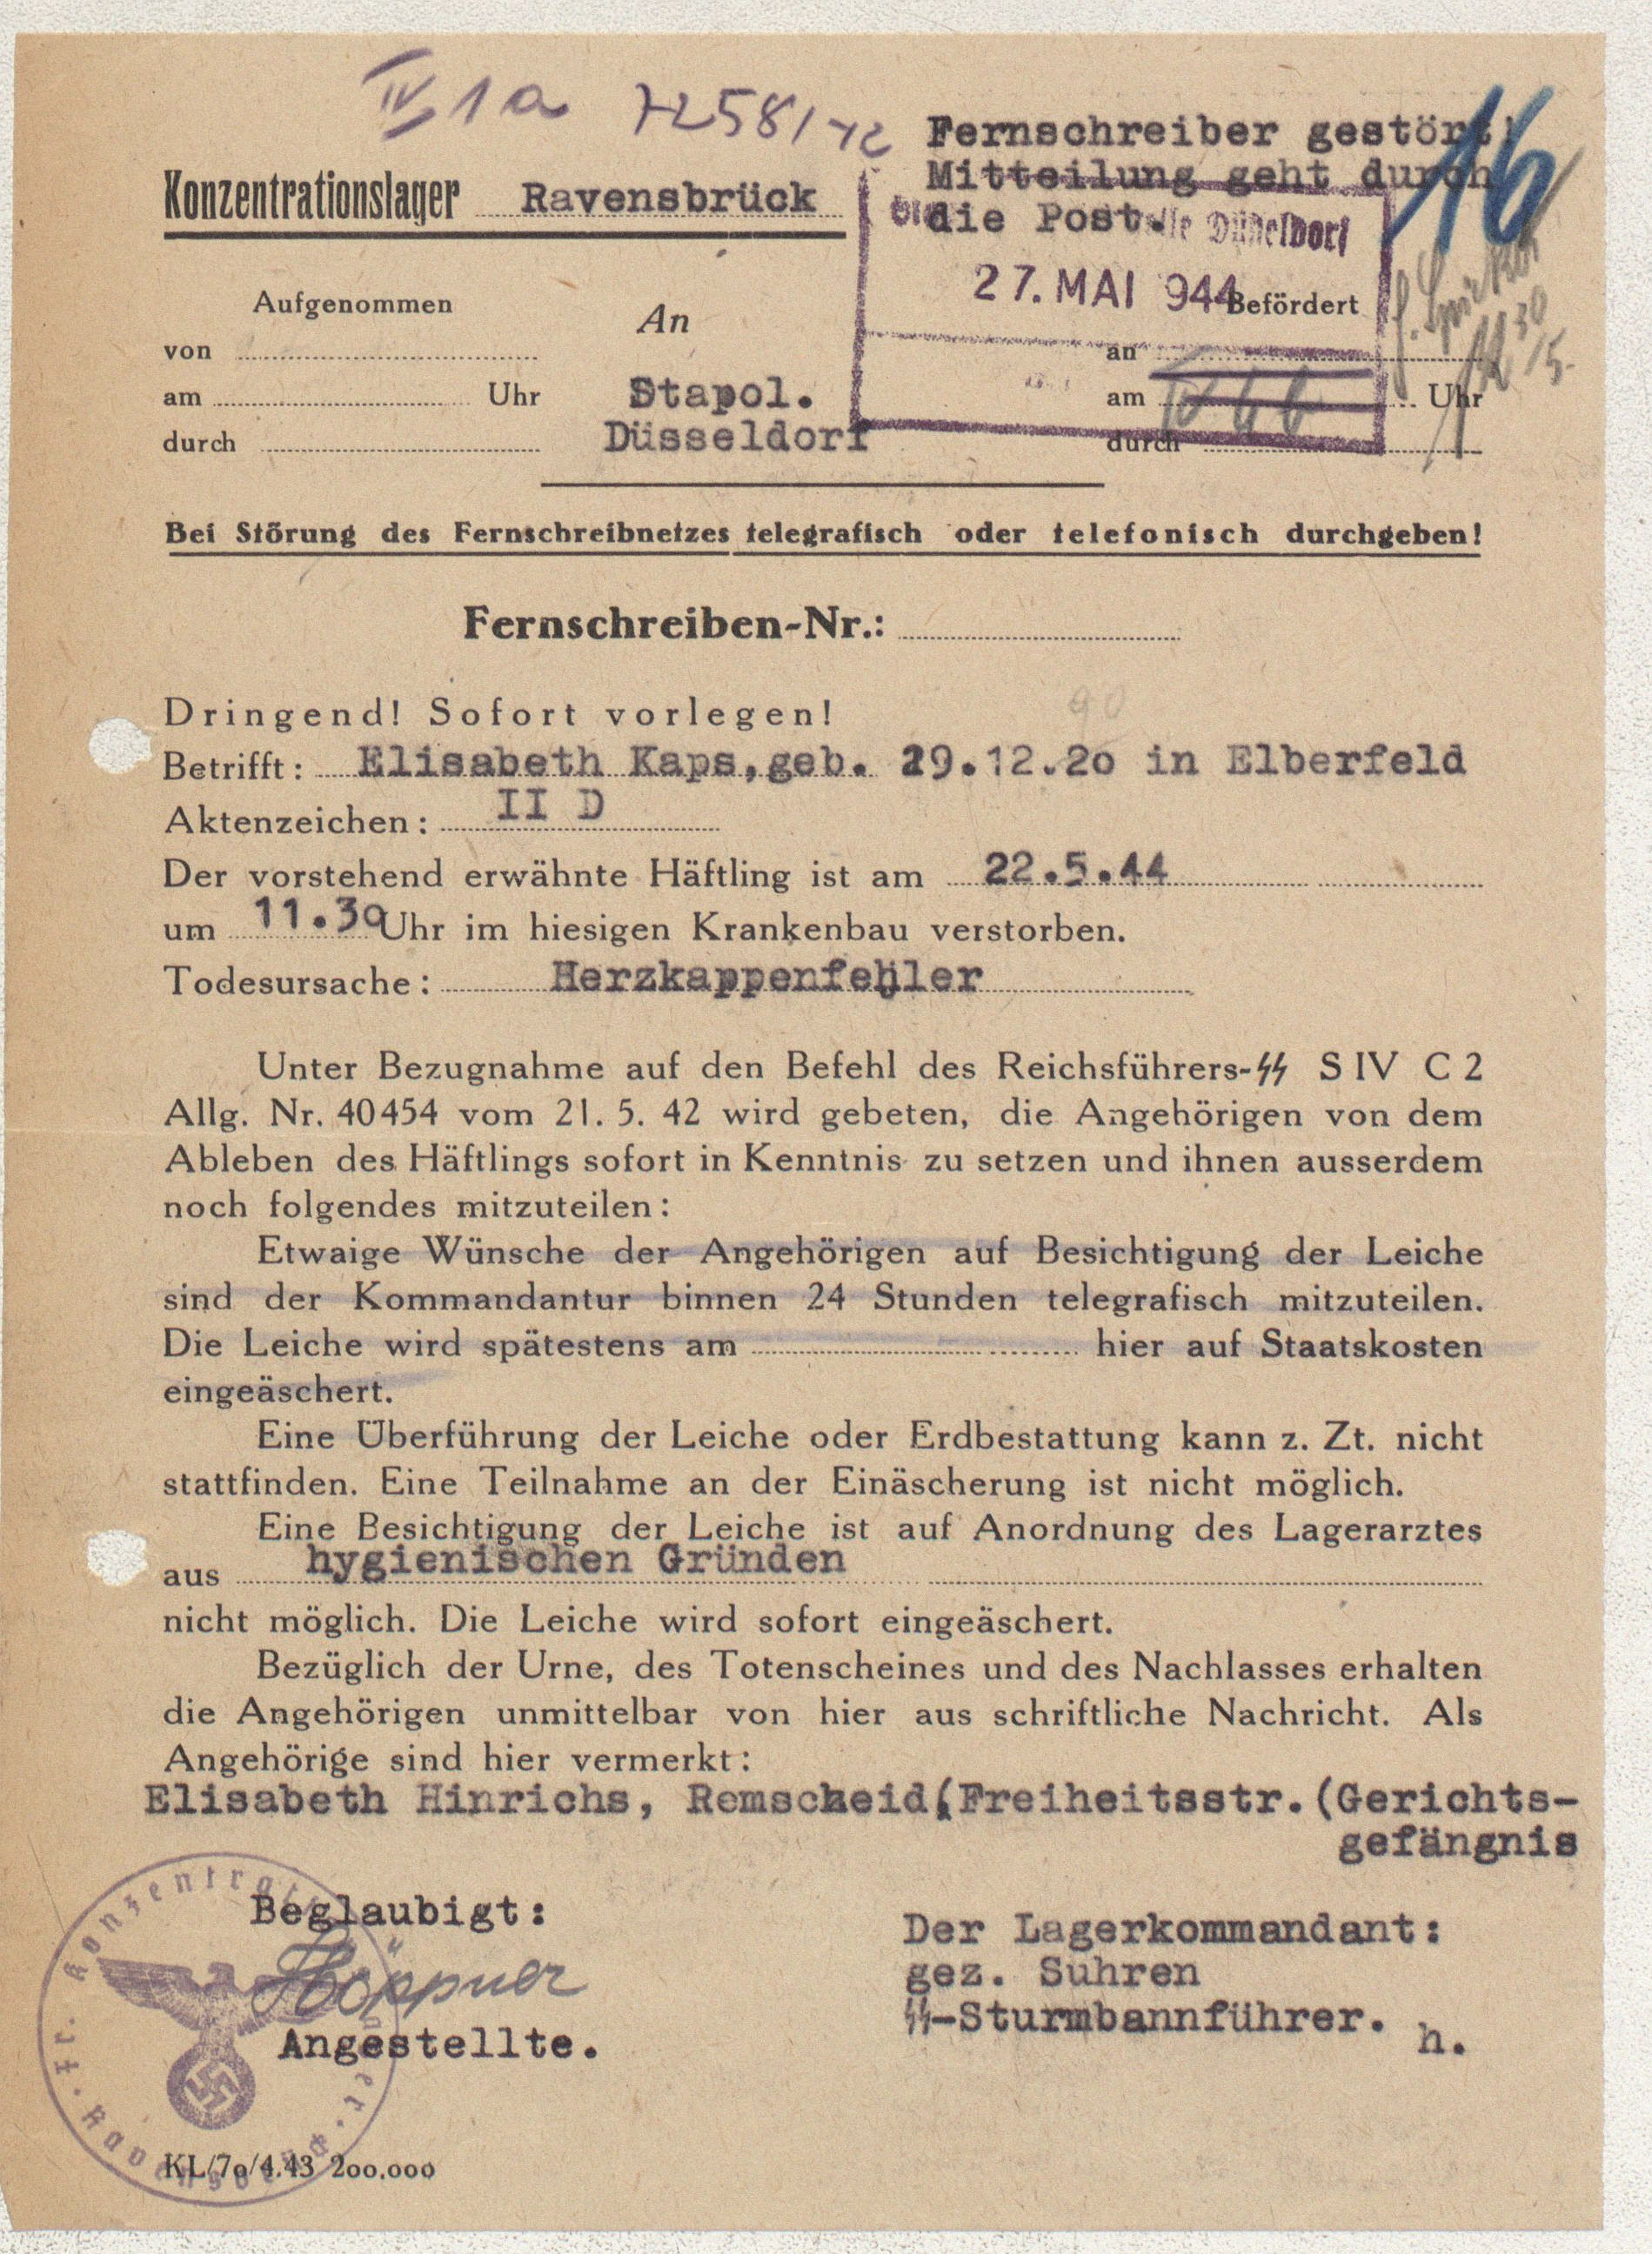 IV 1a 72581/42
Fernschreiber gestört!
Mitteilung geht durch
die Post.
16
Konzentrationslager Ravensbrück
Düsseldorf
27. MAI 944
Aufgenommen
An
Befördert
von
an
am Uhr
Stapol.
am Uhr
durch
Düsseldorf
durch
Bei Störung des Fernschreibnetzes telegrafisch oder telefonisch durchgeben!
Fernschreiben-Nr.:
90
Dringend! Sofort vorlegen!
Betrifft: Elisabeth Kaps, geb. 29.12.20 in Elberfeld
Aktenzeichen: II D
Der vorstehend erwähnte Häftling ist am 22.5.44
um 11.30 Uhr im hiesigen Krankenbau verstorben.
Todesursache: Herzkappenfehler
Unter Bezugnahme auf den Befehl des Reichsführers-ᛋᛋ S IV C 2
Allg. Nr. 40454 vom 21. 5. 42 wird gebeten, die Angehörigen von dem
Ableben des Häftlings sofort in Kenntnis zu setzen und ihnen ausserdem
noch folgendes mitzuteilen:
Etwaige Wünsche der Angehörigen auf Besichtigung der Leiche
sind der Kommandantur binnen 24 Stunden telegrafisch mitzuteilen.
Die Leiche wird spätestens am hier auf Staatskosten
eingeäschert.
Eine Überführung der Leiche oder Erdbestattung kann z. Zt. nicht
stattfinden. Eine Teilnahme an der Einäscherung ist nicht möglich.
Eine Besichtigung der Leiche ist auf Anordnung des Lagerarztes
aus hygienischen Gründen
nicht möglich. Die Leiche wird sofort eingeäschert.
Bezüglich der Urne, des Totenscheines und des Nachlasses erhalten
die Angehörigen unmittelbar von hier aus schriftliche Nachricht. Als
Angehörige sind hier vermerkt:
Elisabeth Hinrichs, Remscheid, Freiheitsstr. (Gerichts-
gefängnis
Beglaubigt:
Höppner
Angestellte.
Der Lagerkommandant:
gez. Suhren
ᛋᛋ-Sturmbannführer. h.
KL/70/4.43 200.000